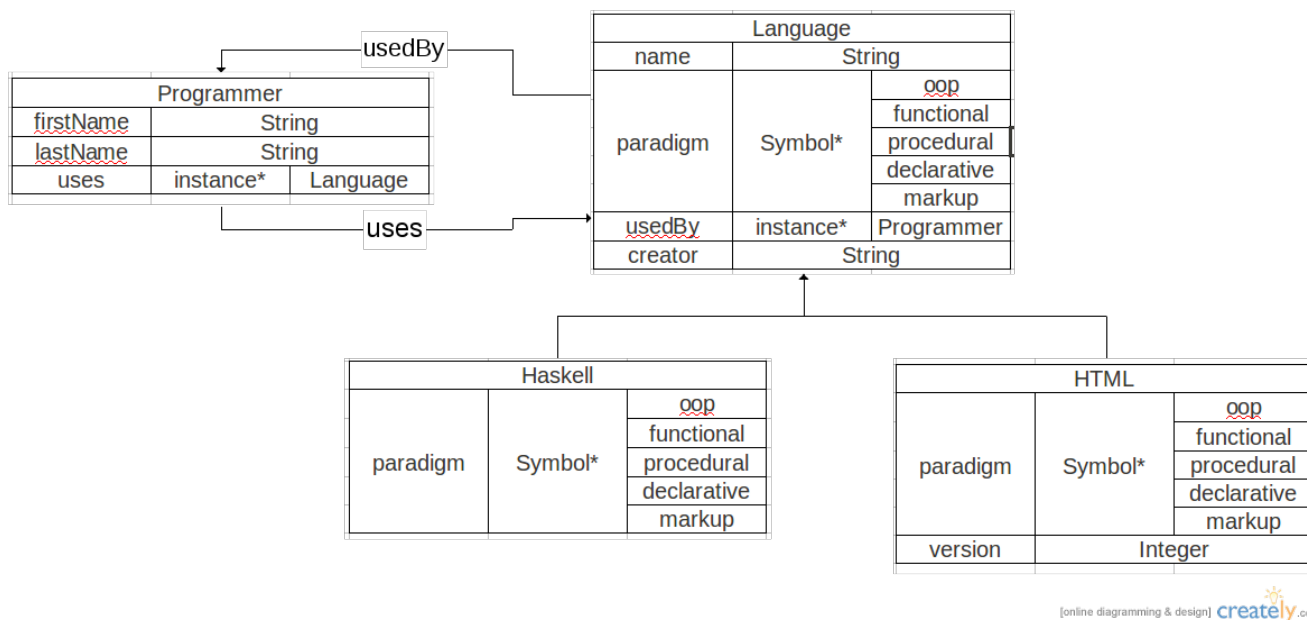 usedBy
Programmer
firstName String
lastName String
uses instance* Language
uses
Language
name String
paradigm Symbol*
oop
functional
procedural
declarative
markup
usedBy instance* Programmer
creator String
Haskell
paradigm Symbol*
oop
functional
procedural
declarative
markup
HTML
paradigm Symbol*
oop
functional
procedural
declarative
markup
version Integer
[online diagramming & design] creately.co